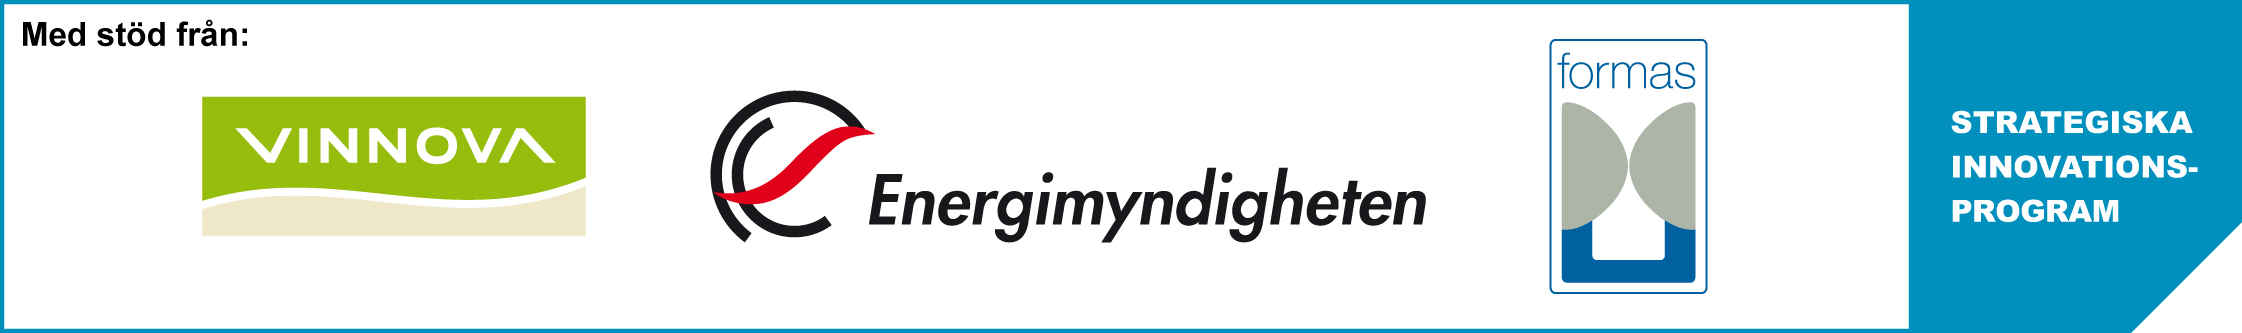 Med stöd från:
VINNOVA
Energimyndigheten
formas
STRATEGISKA
INNOVATIONS-
PROGRAM